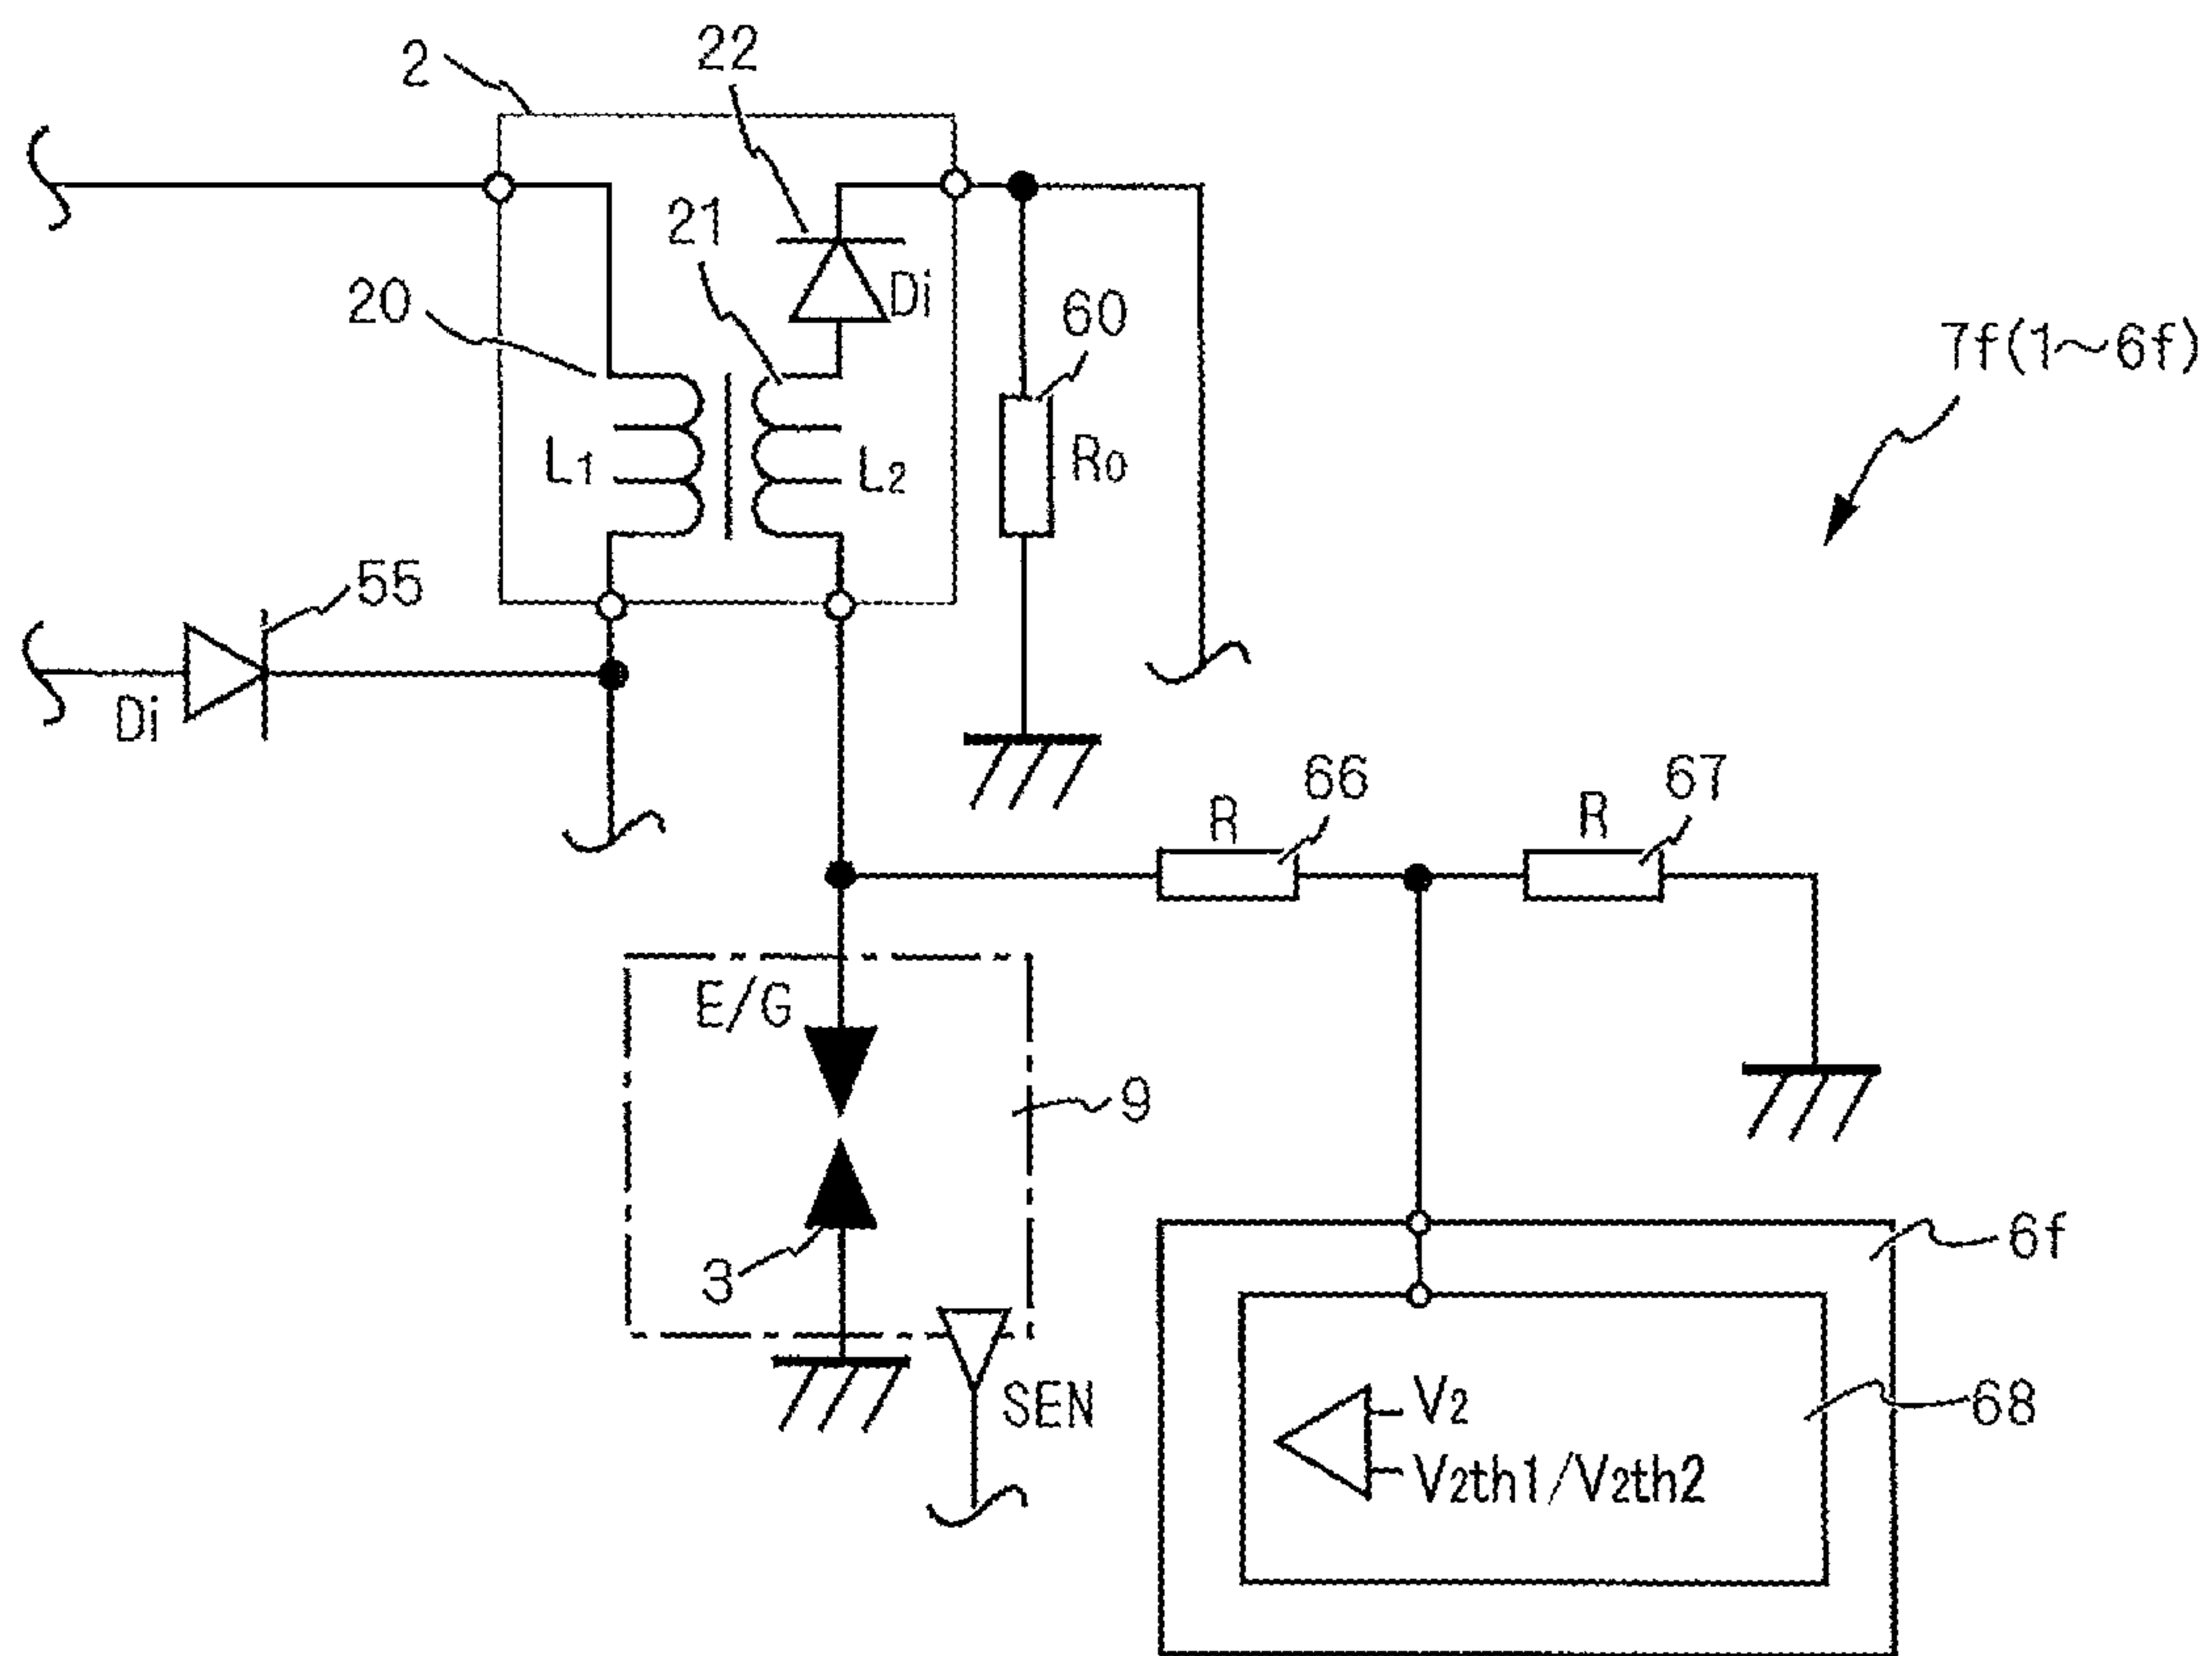 2
22
21
20
Di
60
7f(1～6f)
L1
L2
R0
55
Di
66
67
R
R
E/G
9
3
6f
SEN
68
V2
V2th1/V2th2